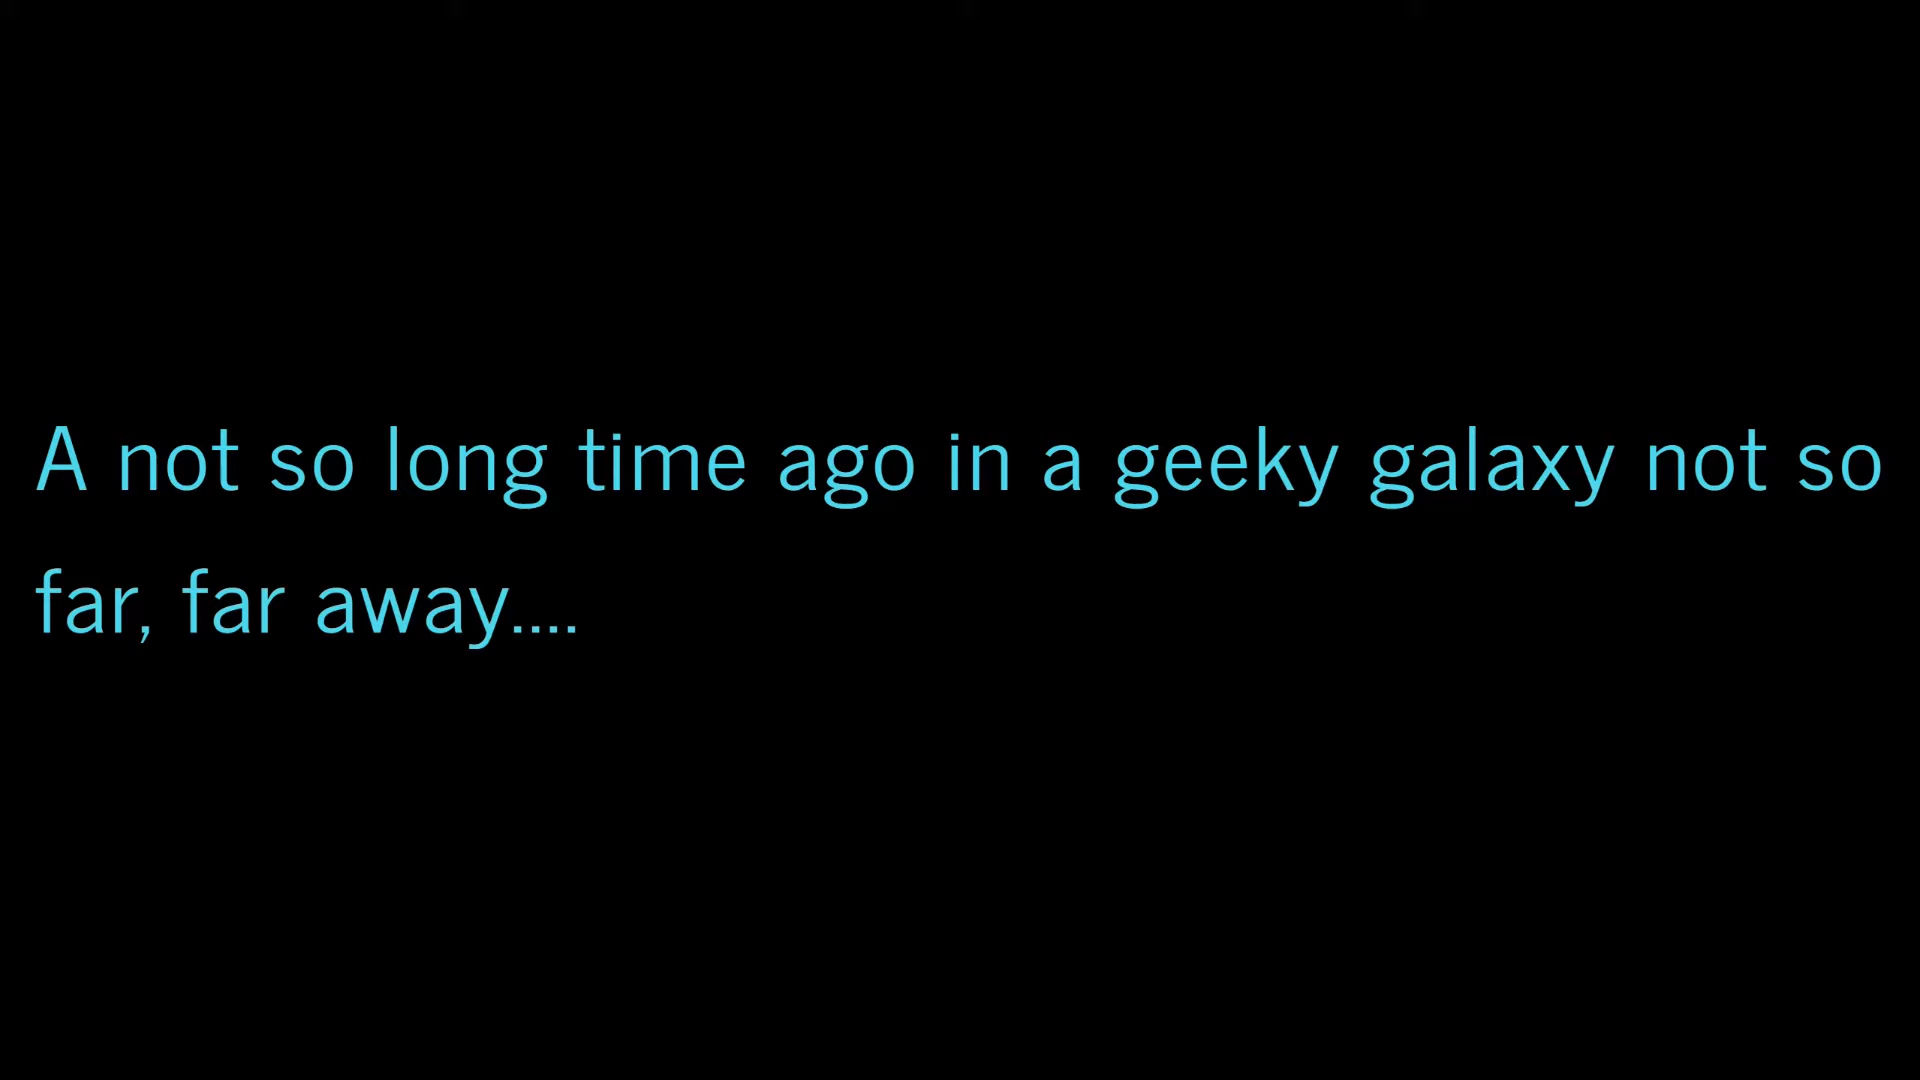 A not so long time ago in a geeky galaxy not so
far, far away....